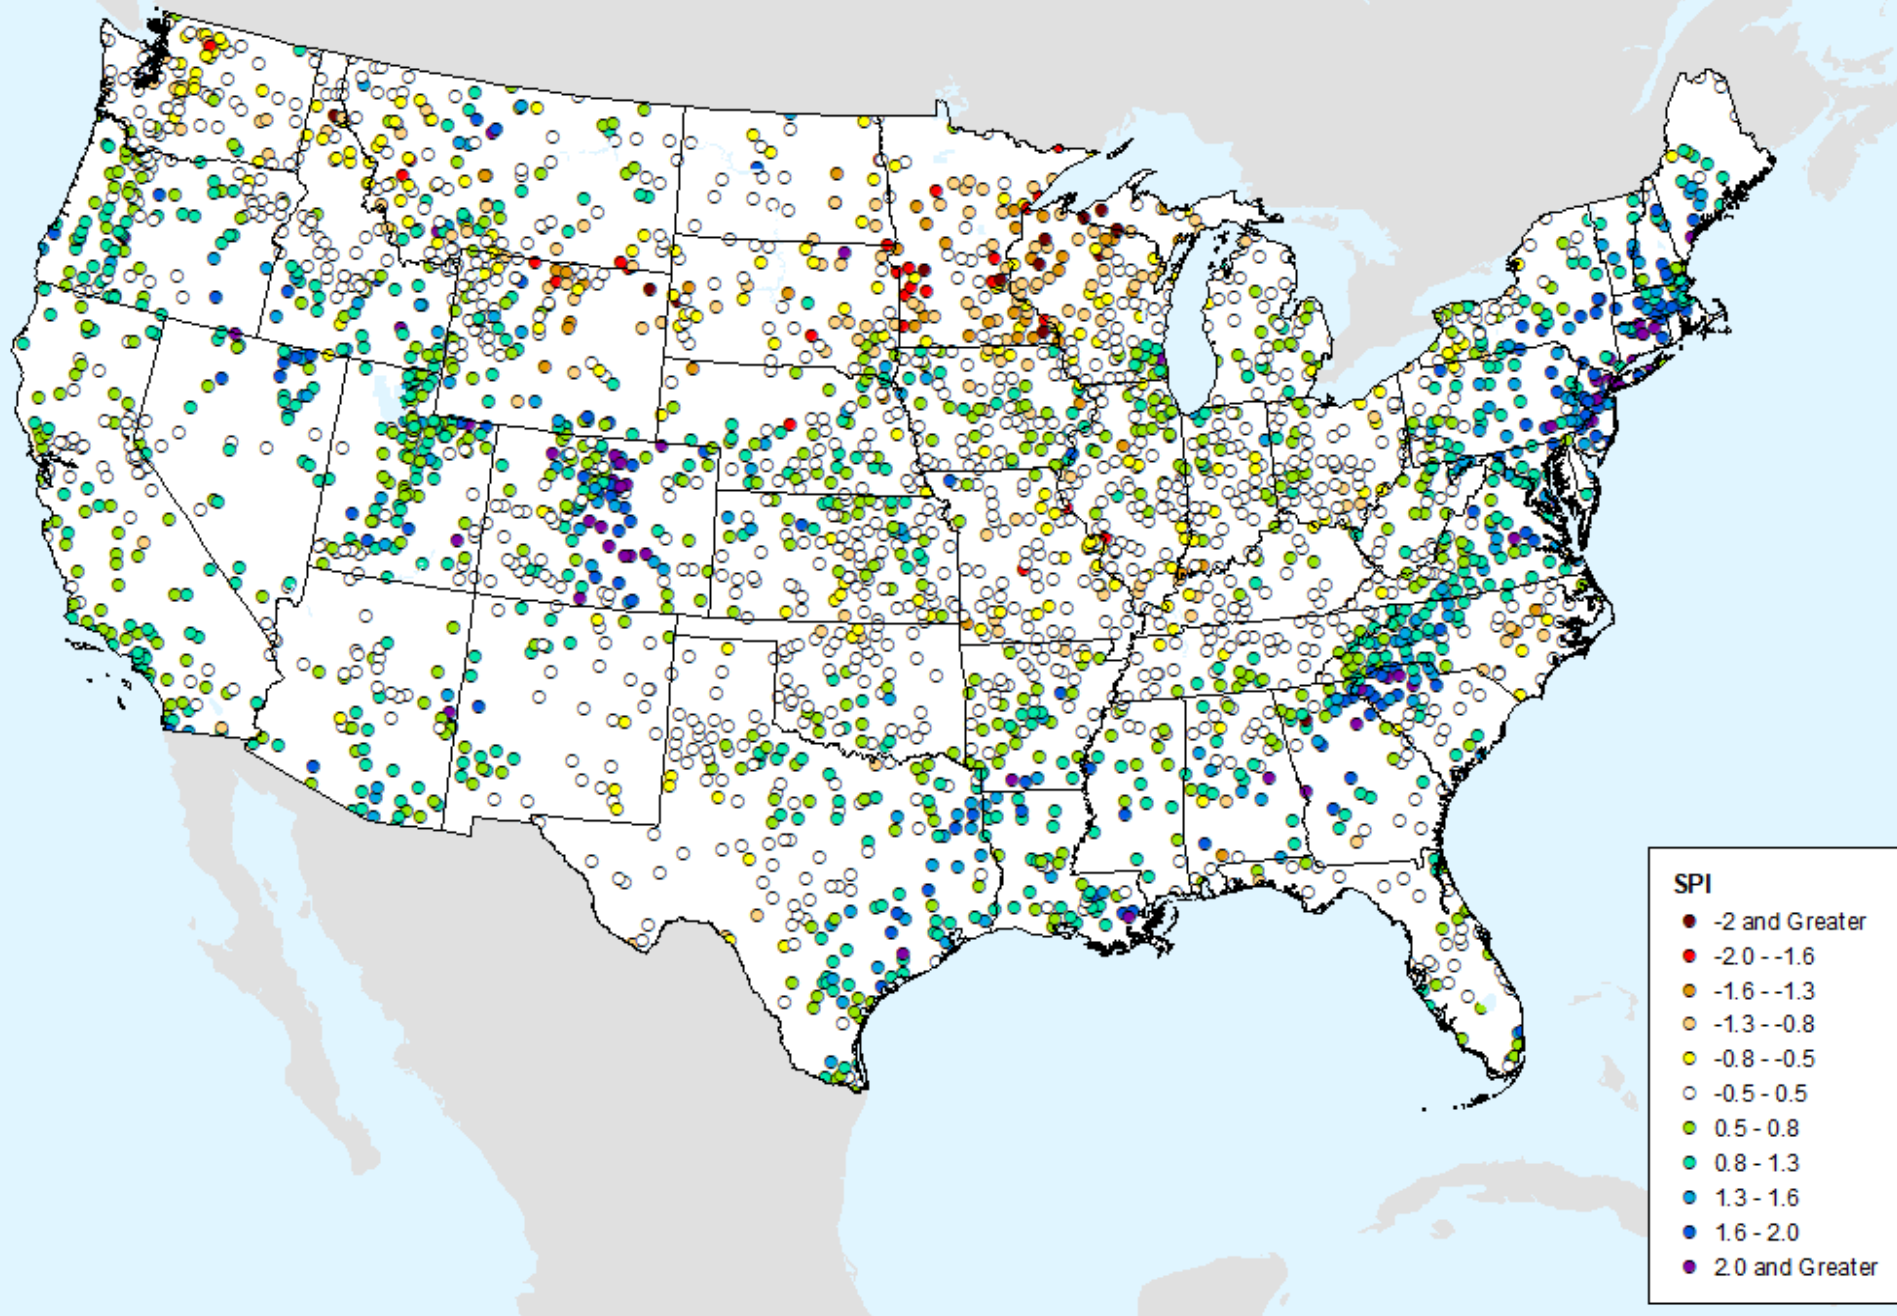 SPI
-2 and Greater
-2.0 - -1.6
-1.6 - -1.3
-1.3 - -0.8
-0.8 - -0.5
-0.5 - 0.5
0.5 - 0.8
0.8 - 1.3
1.3 - 1.6
1.6 - 2.0
2.0 and Greater